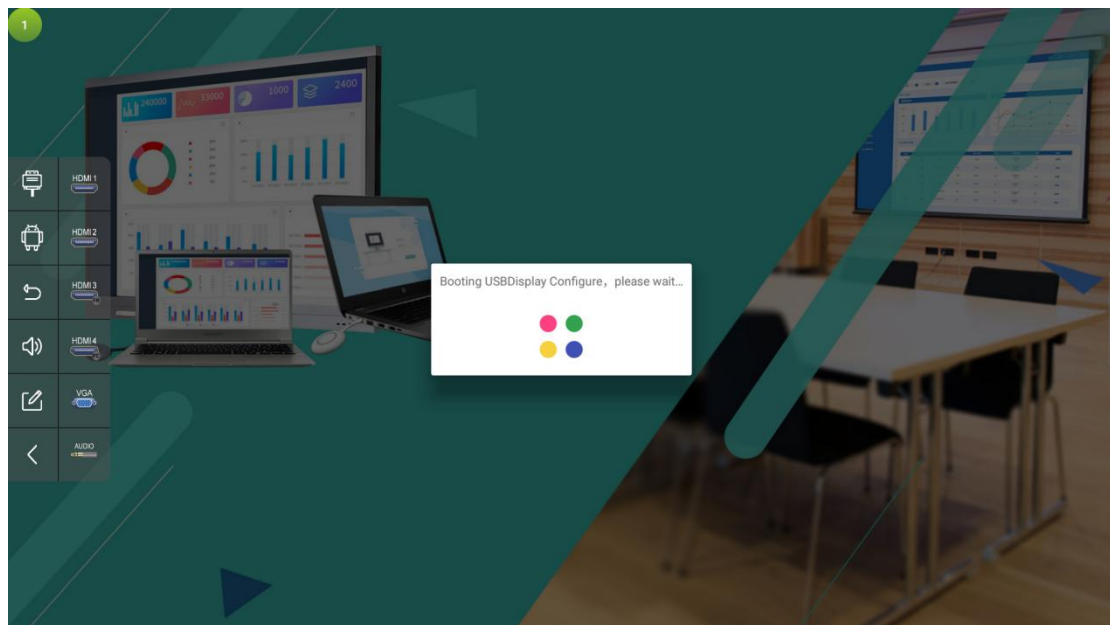 1
240000
33000
1000
2400
HDMI 1
HDMI 2
HDMI 3
HDMI 4
VGA
AUDIO
Booting USBDisplay Configure，please wait...